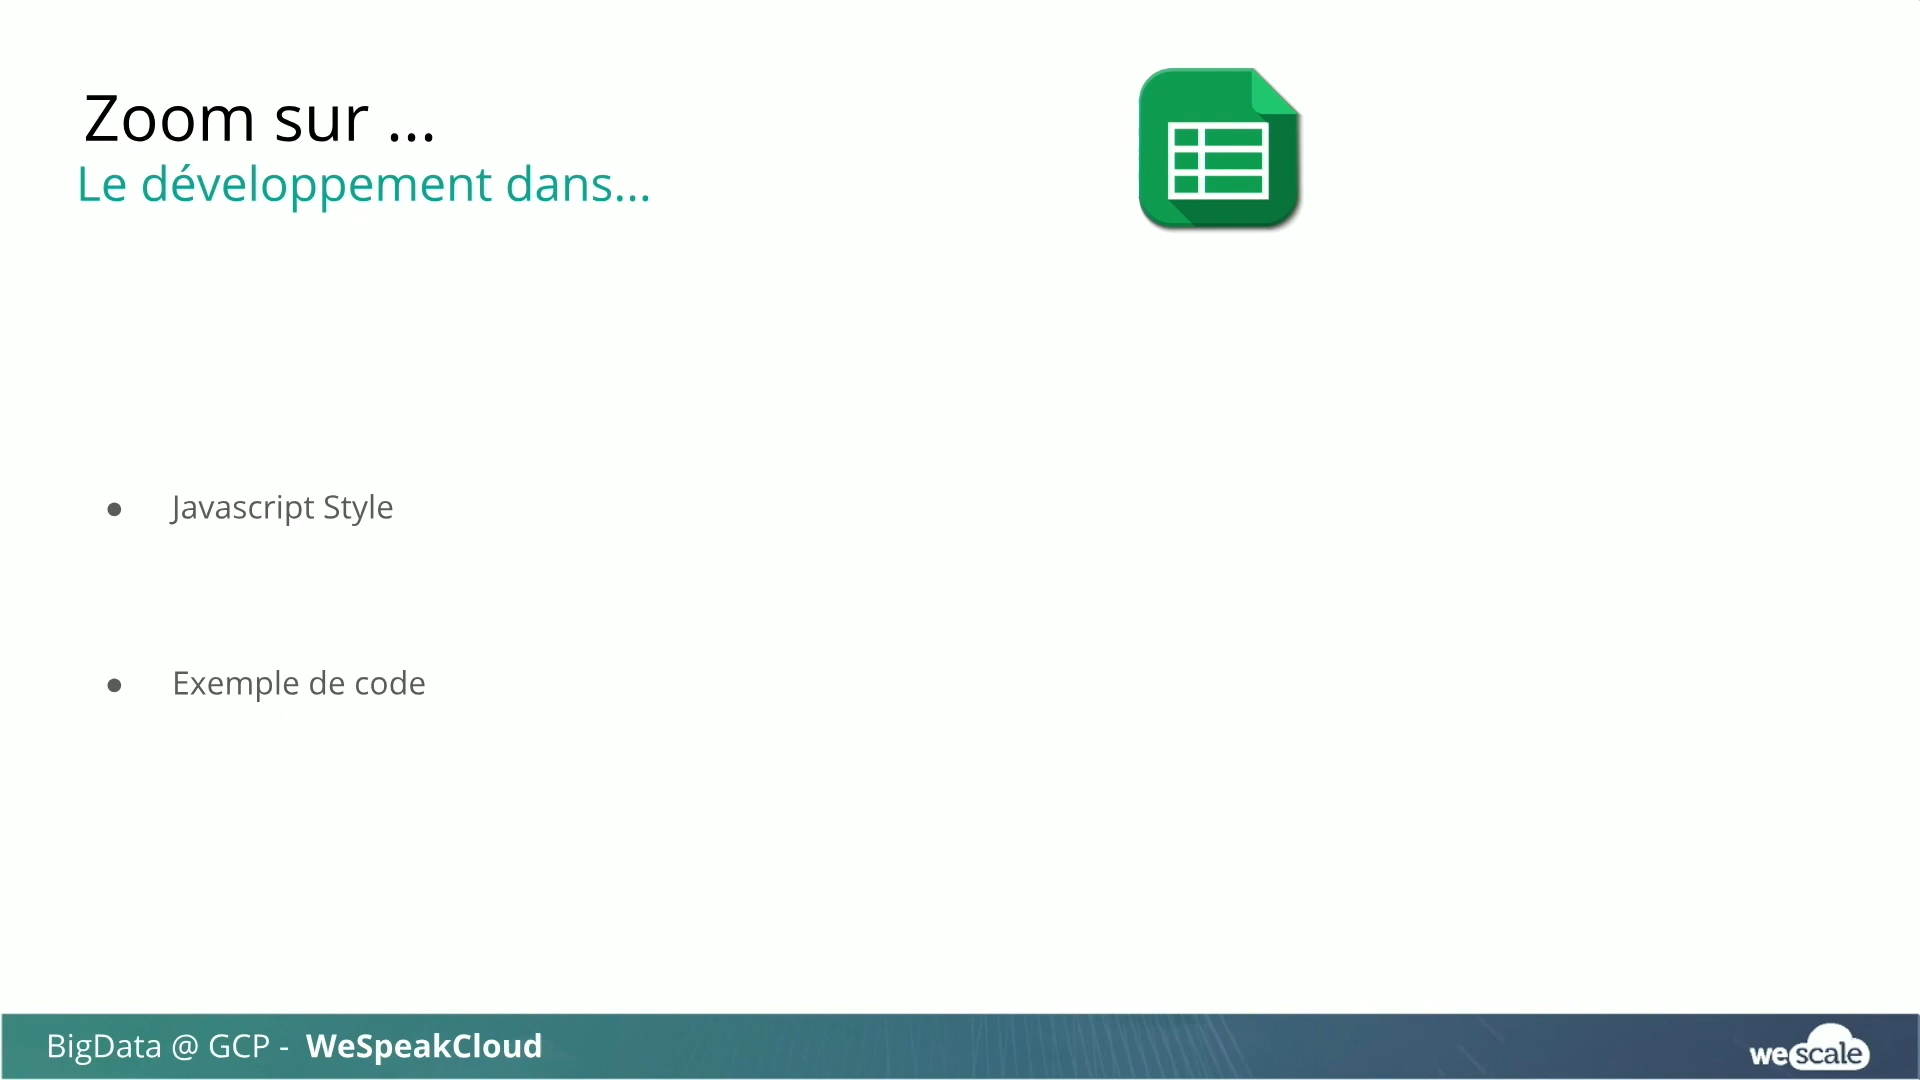 Zoom sur ...
Le développement dans...
● Javascript Style
● Exemple de code
BigData @ GCP - WeSpeakCloud
wescale